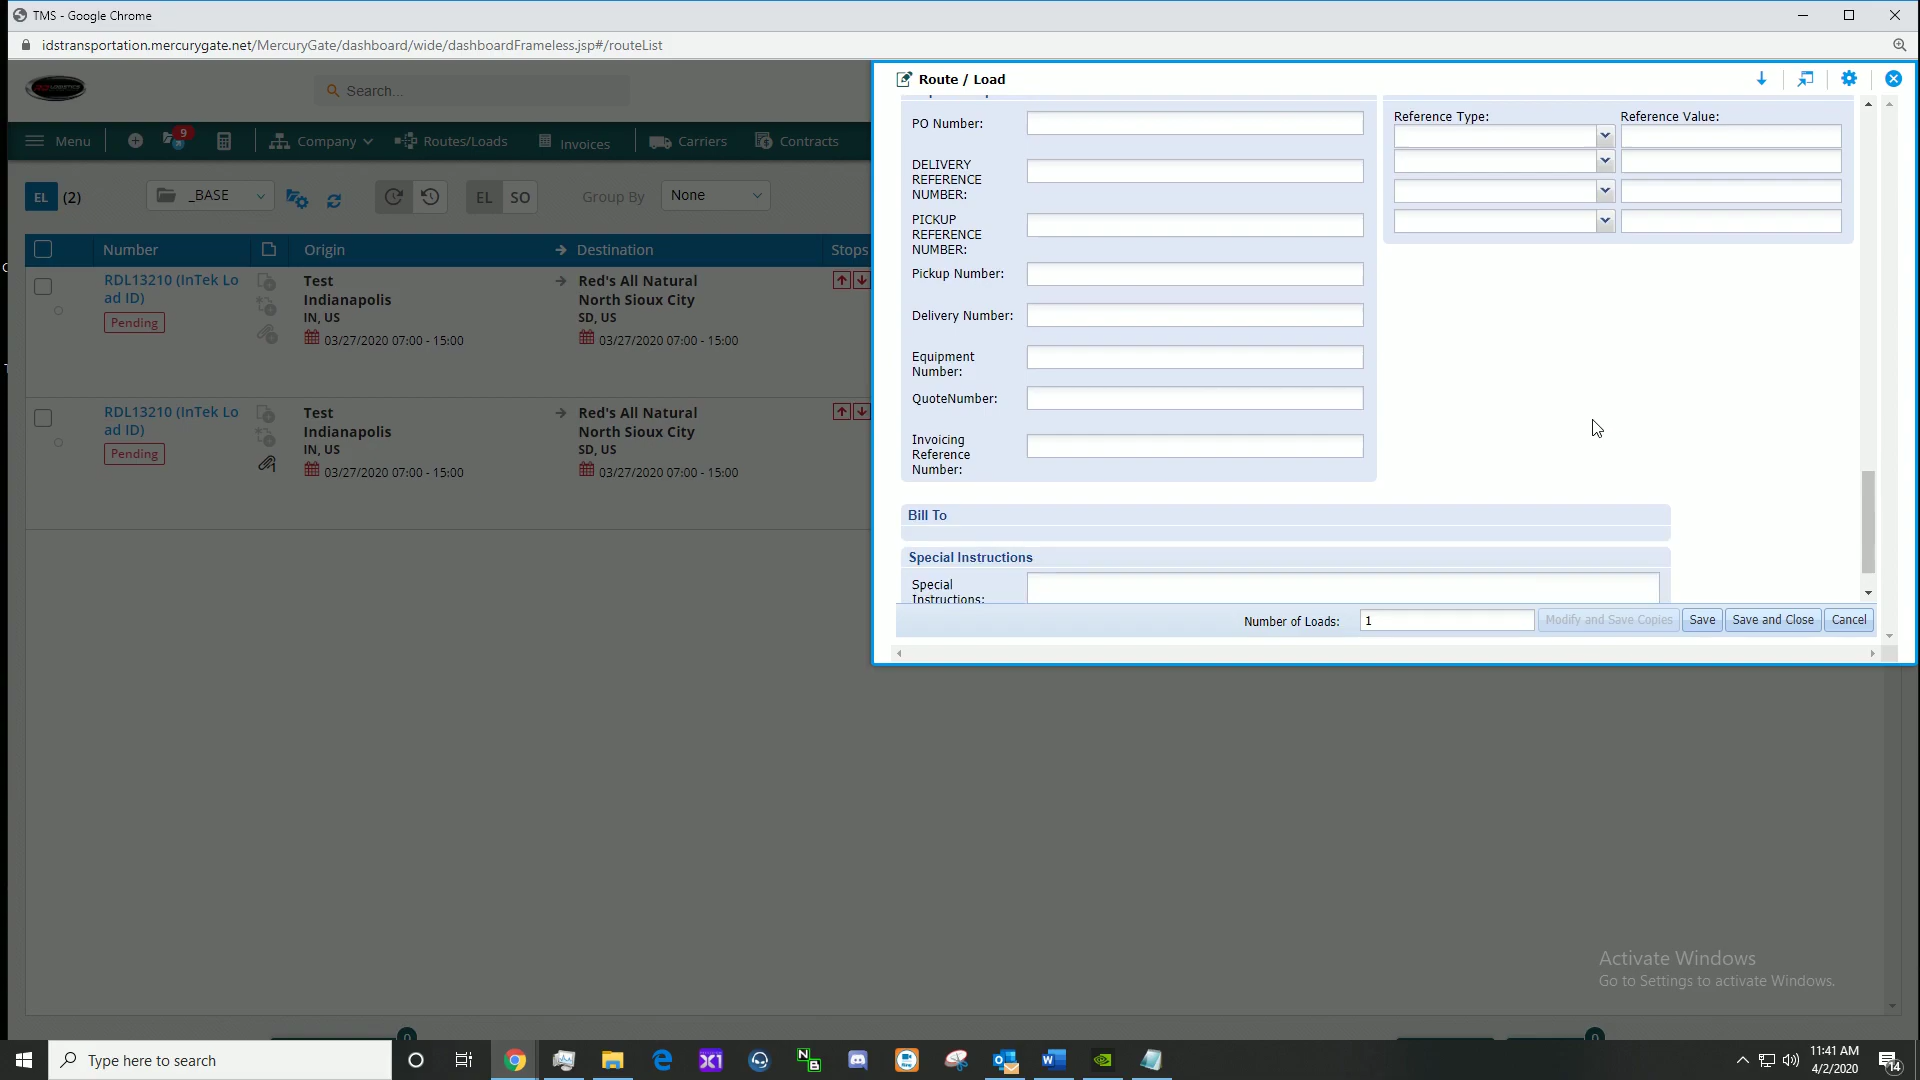 TMS - Google Chrome
idstransportation.mercurygate.net/MercuryGate/dashboard/wide/dashboardFrameless.jsp#/routeList
Search...
Menu
9
Company
Routes/Loads
Invoices
Carriers
Contracts
EL (2)
_BASE
EL SO
Group By
None
Number
Origin
Destination
Stops
RDL13210 (InTek Lo
ad ID)
Pending
Test
Indianapolis
IN, US
03/27/2020 07:00 - 15:00
Red's All Natural
North Sioux City
SD, US
03/27/2020 07:00 - 15:00
RDL13210 (InTek Lo
ad ID)
Pending
Test
Indianapolis
IN, US
03/27/2020 07:00 - 15:00
Red's All Natural
North Sioux City
SD, US
03/27/2020 07:00 - 15:00
Route / Load
PO Number:
DELIVERY
REFERENCE
NUMBER:
PICKUP
REFERENCE
NUMBER:
Pickup Number:
Delivery Number:
Equipment
Number:
QuoteNumber:
Invoicing
Reference
Number:
Reference Type:
Reference Value:
Bill To
Special Instructions
Special
Instructions:
Number of Loads:
1
Modify and Save Copies
Save
Save and Close
Cancel
Activate Windows
Go to Settings to activate Windows.
Type here to search
11:41 AM
4/2/2020
14